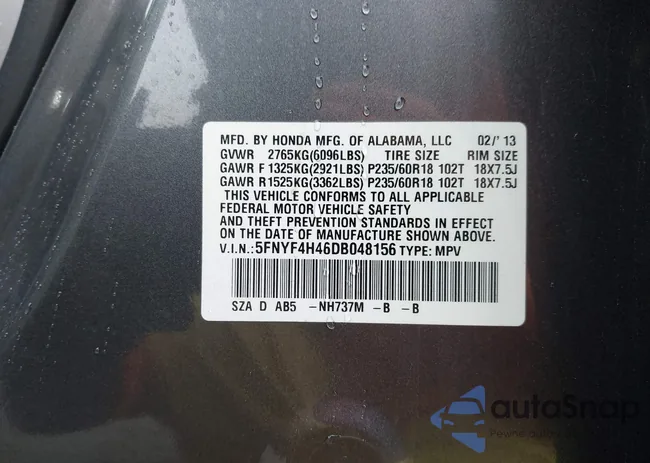 MFD. BY HONDA MFG. OF ALABAMA, LLC 02/'13
GVWR 2765KG(6096LBS) TIRE SIZE RIM SIZE
GAWR F 1325KG(2921LBS) P235/60R18 102T 18X7.5J
GAWR R1525KG(3362LBS) P235/60R18 102T 18X7.5J
THIS VEHICLE CONFORMS TO ALL APPLICABLE
FEDERAL MOTOR VEHICLE SAFETY
AND THEFT PREVENTION STANDARDS IN EFFECT
ON THE DATE OF MANUFACTURE SHOWN ABOVE.
V.I.N.: 5FNYF4H46DB048156 TYPE: MPV
SZA D AB5 -NH737M -B -B
autoSnap
Pewne auto